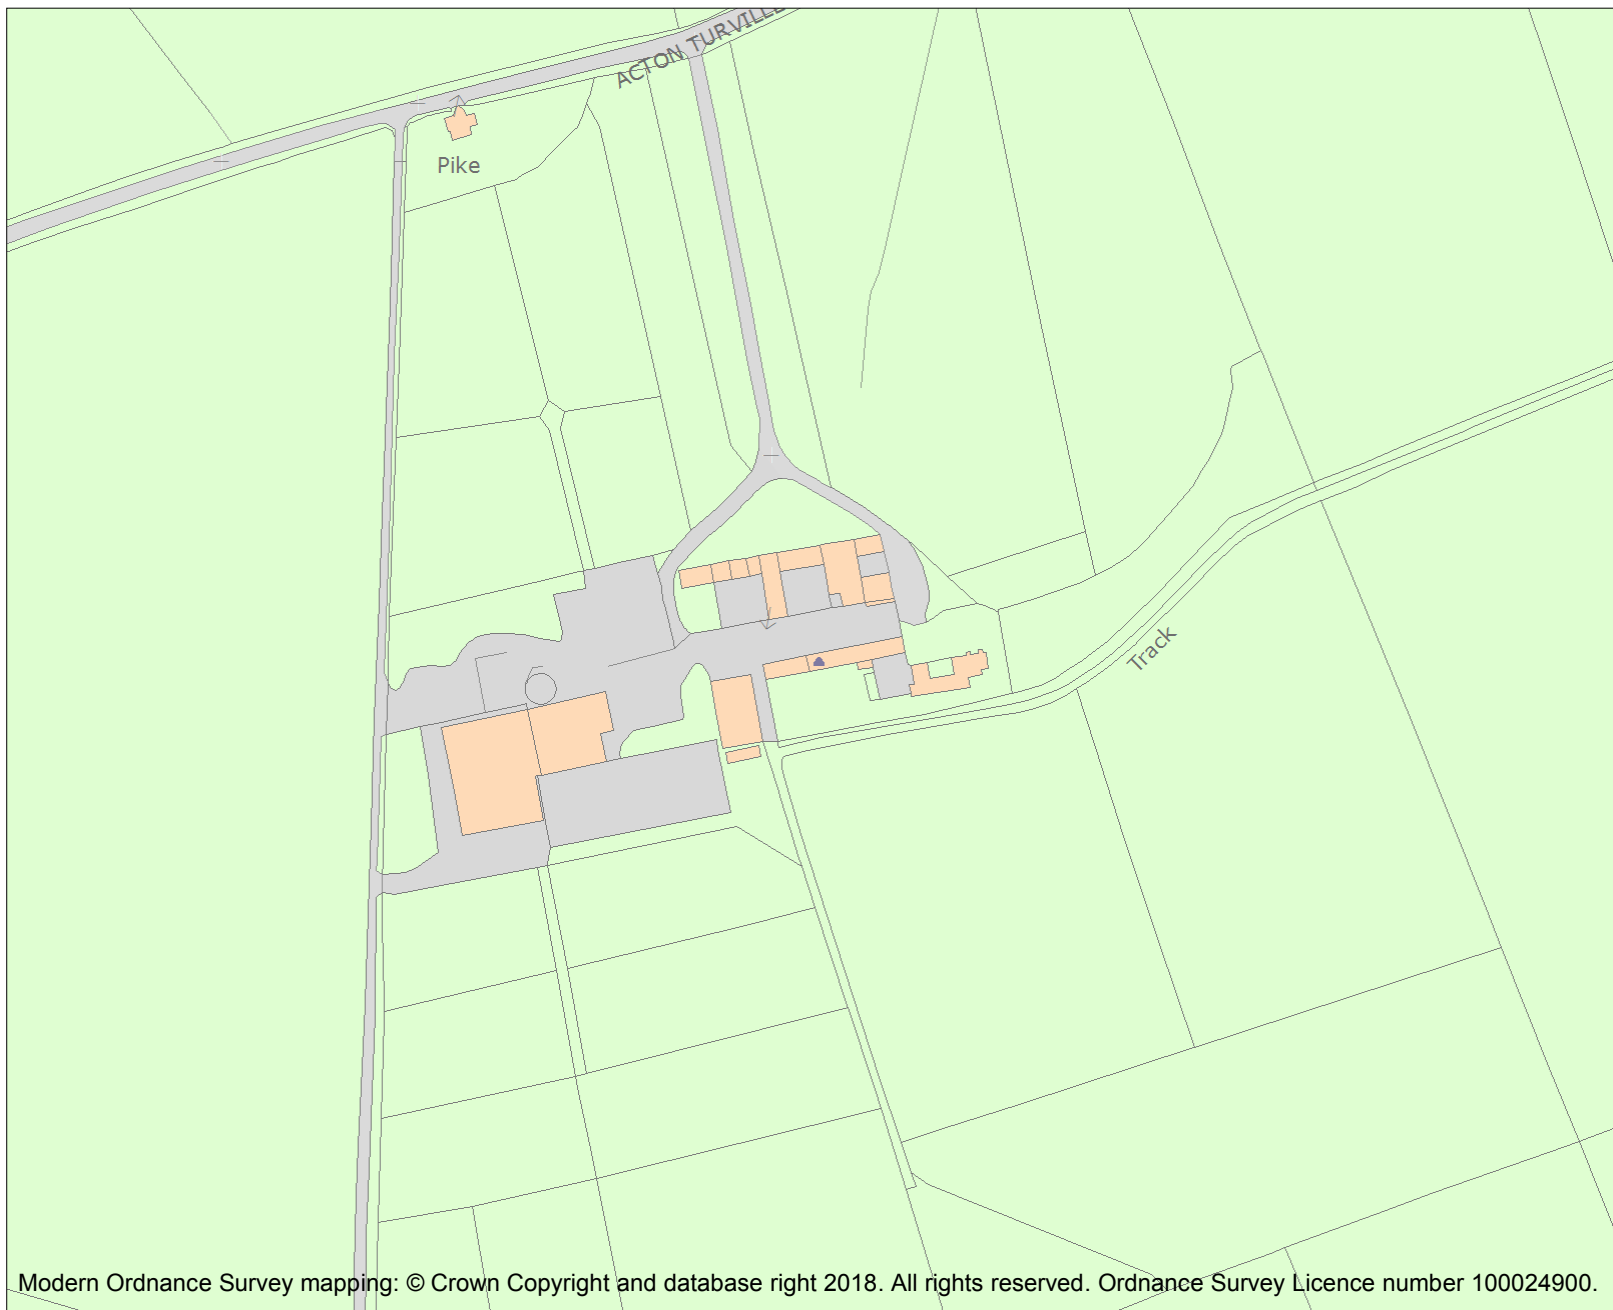 ACTON TURVILLE
Pike
Track
Modern Ordnance Survey mapping: © Crown Copyright and database right 2018. All rights reserved. Ordnance Survey Licence number 100024900.